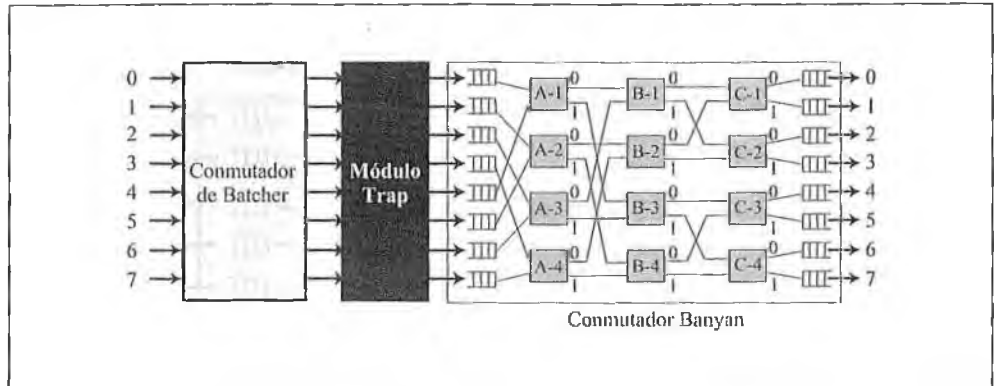 0 0 0 0 0
A-1 B-1 C-1
1 1 1 1 1
2 0 0 0 2
A-2 B-2 C-2
3 1 1 1 3
Conmutador de Batcher
Módulo Trap
4 0 0 0 4
A-3 B-3 C-3
5 1 1 1 5
6 0 0 0 6
A-4 B-4 C-4
7 1 1 1 7
Conmutador Banyan